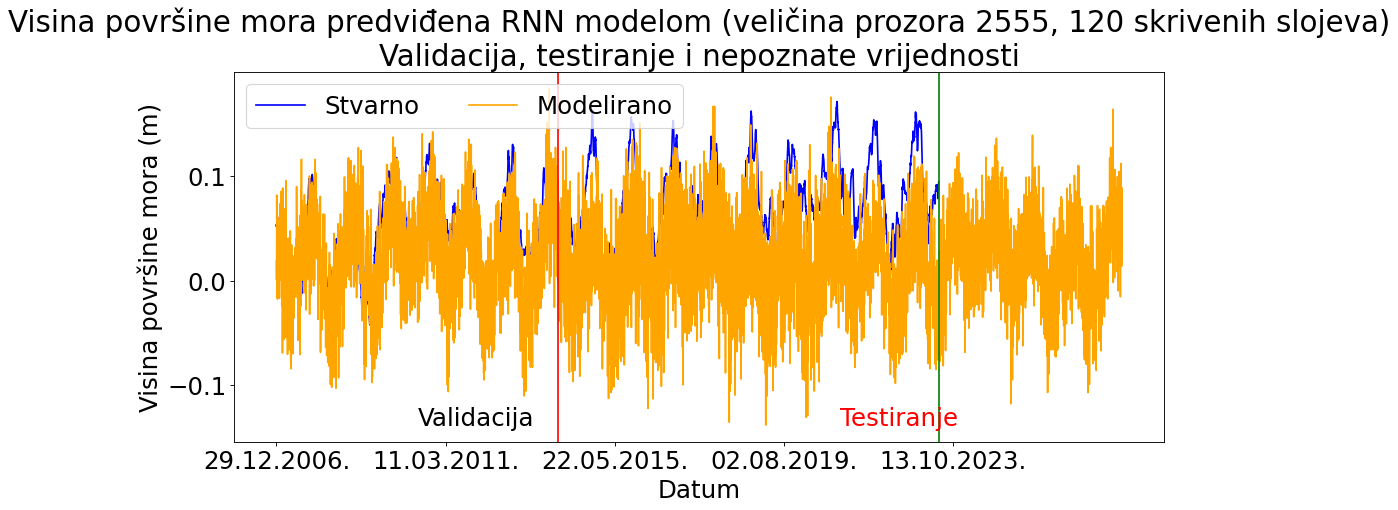 Visina površine mora predviđena RNN modelom (veličina prozora 2555, 120 skrivenih slojeva)
Validacija, testiranje i nepoznate vrijednosti
Stvarno Modelirano
Visina površine mora (m)
0.1
0.0
−0.1
Validacija Testiranje
29.12.2006. 11.03.2011. 22.05.2015. 02.08.2019. 13.10.2023.
Datum